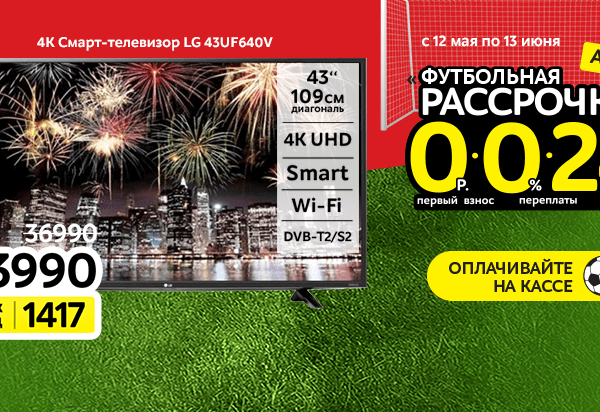 4K Смарт-телевизор LG 43UF640V
43“
109см
диагональ
4K UHD
Smart
Wi-Fi
DVB-T2/S2
36990
3990
1417
LG
с 12 мая по 13 июня
«ФУТБОЛЬНАЯ
РАССРОЧ
0·0·2
Р. %
первый взнос переплаты
ОПЛАЧИВАЙТЕ
НА КАССЕ